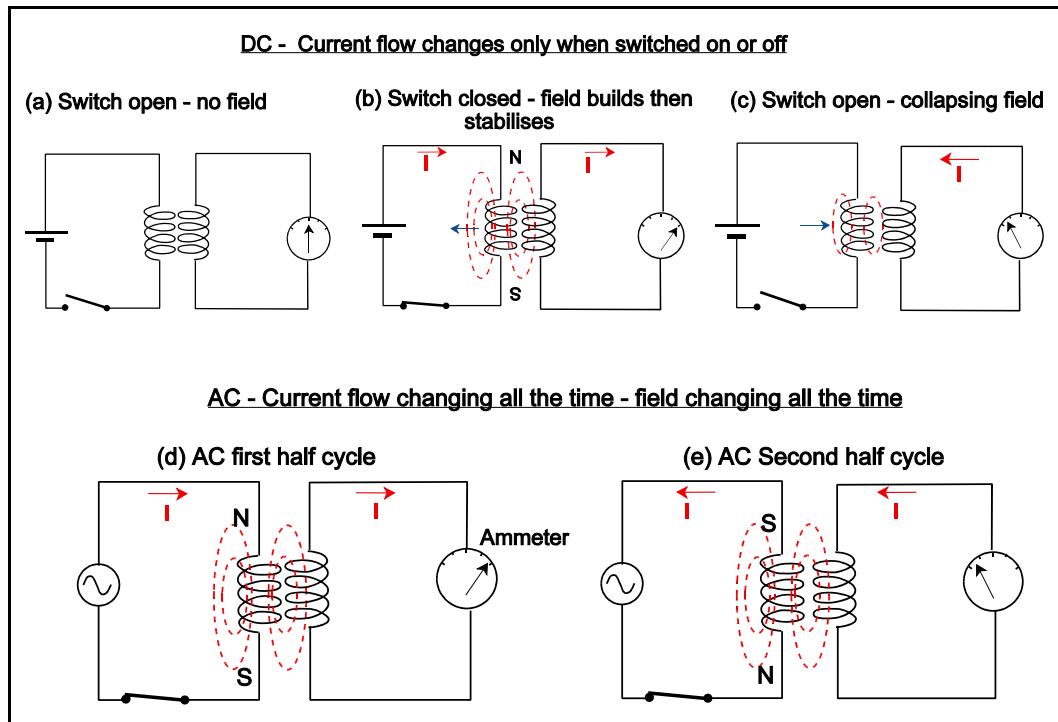 DC - Current flow changes only when switched on or off
(a) Switch open - no field
(b) Switch closed - field builds then
stabilises
(c) Switch open - collapsing field
I
N
I
S
I
AC - Current flow changing all the time - field changing all the time
(d) AC first half cycle
I
N
I
S
Ammeter
(e) AC Second half cycle
I
S
I
N